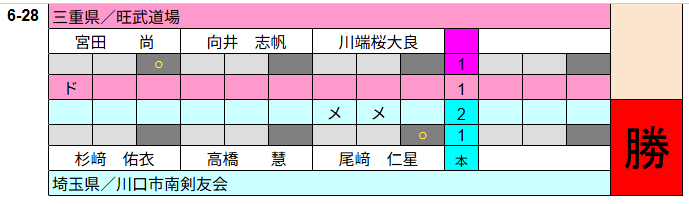 6-28 三重県／旺武道場
宮田　尚 向井　志帆 川端桜大良
○ 1
ド 1
メ メ 2 勝
○ 1
杉﨑　佑衣 高橋　慧 尾﨑　仁星 本
埼玉県／川口市南剣友会